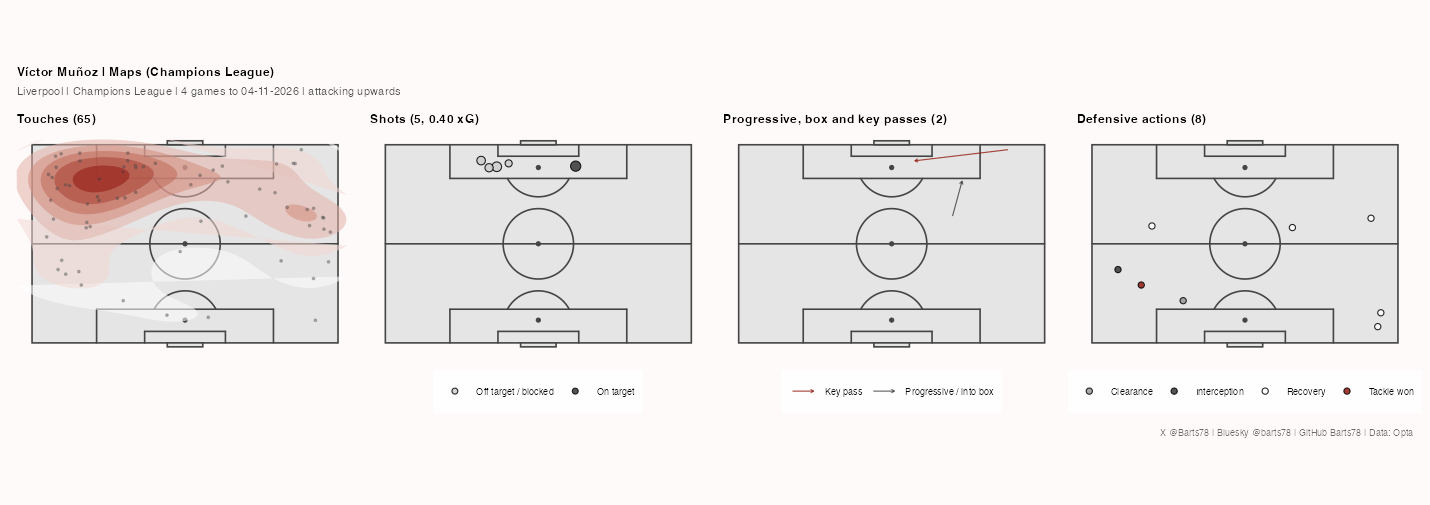 Víctor Muñoz | Maps (Champions League)
Liverpool | Champions League | 4 games to 04-11-2026 | attacking upwards
Touches (65)
Shots (5, 0.40 xG)
Progressive, box and key passes (2)
Defensive actions (8)
Off target / blocked
On target
Key pass
Progressive / into box
Clearance
Interception
Recovery
Tackle won
X @Barts78 | Bluesky @barts78 | GitHub Barts78 | Data: Opta